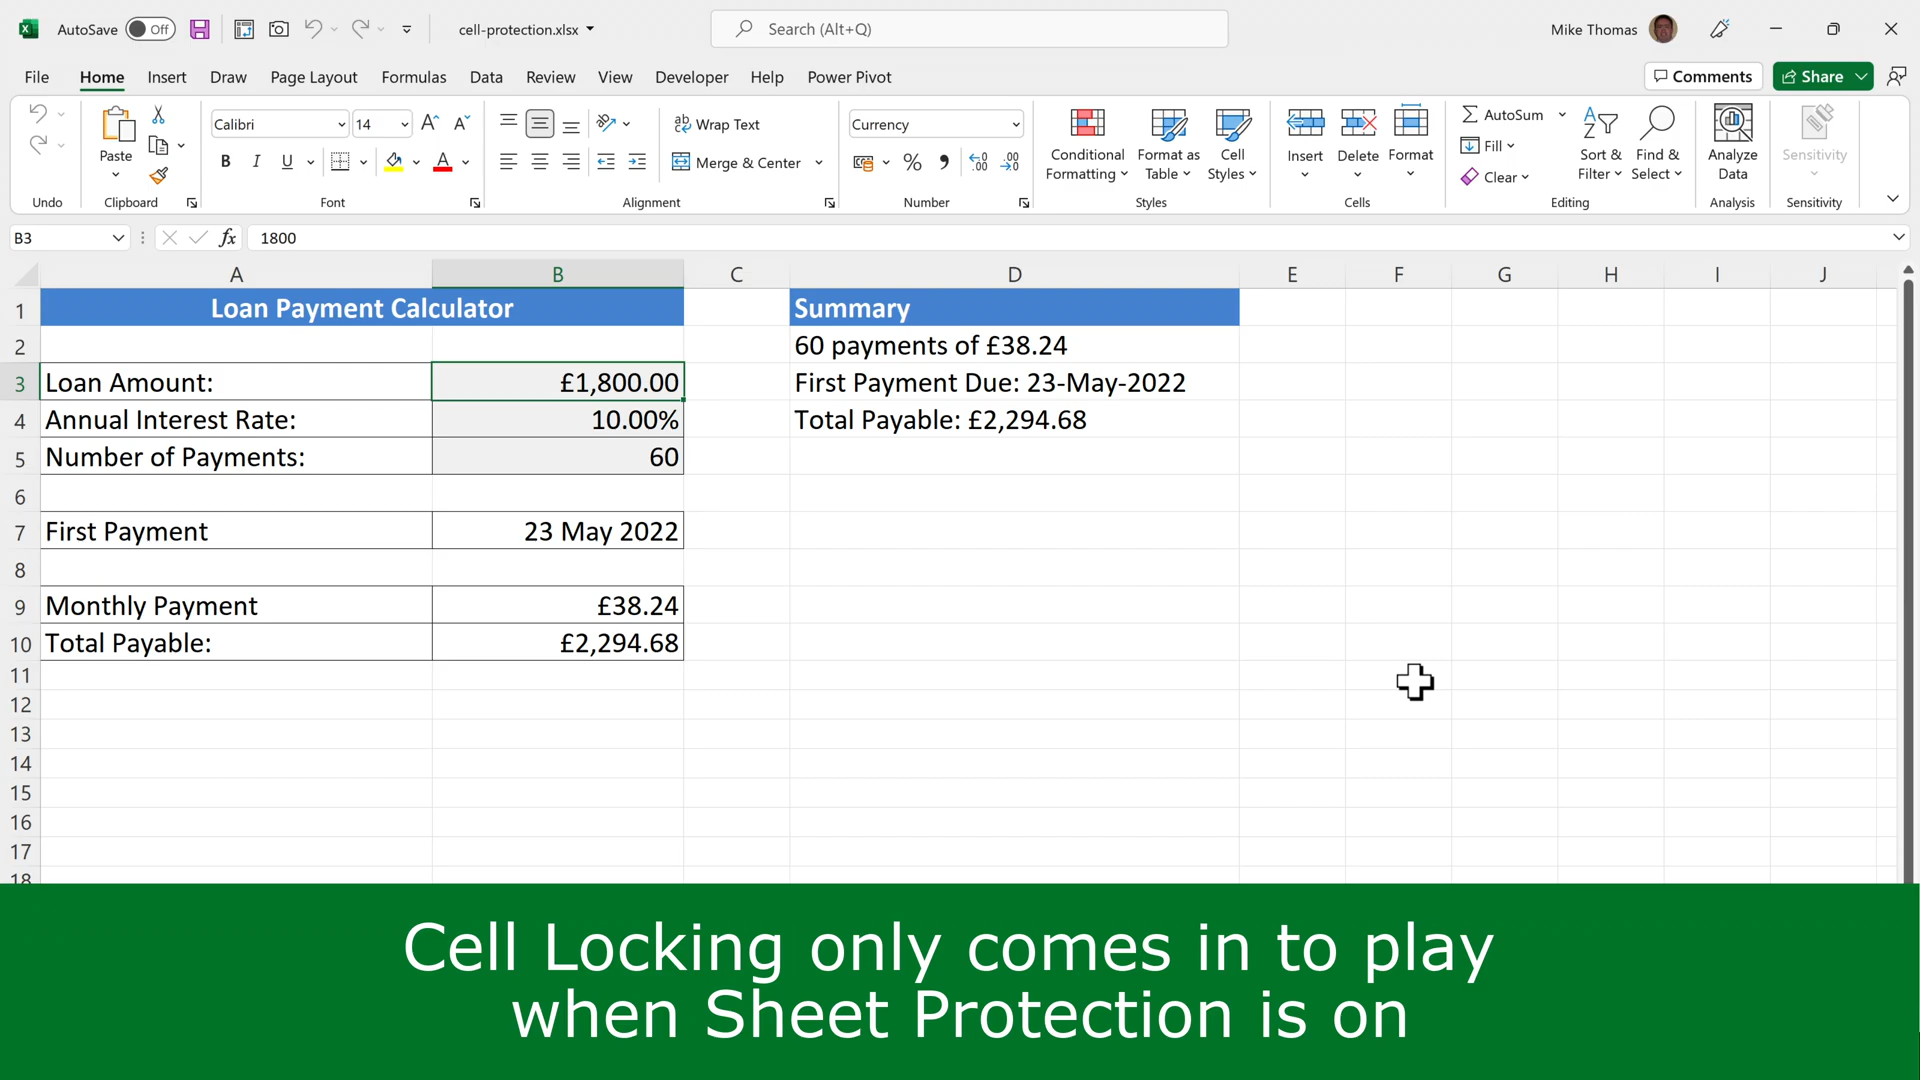 AutoSave Off cell-protection.xlsx Search (Alt+Q) Mike Thomas
File Home Insert Draw Page Layout Formulas Data Review View Developer Help Power Pivot Comments Share
Calibri 14 Wrap Text Currency AutoSum
Paste Conditional Formatting Format as Table Cell Styles Insert Delete Format Fill Sort & Filter Find & Select Analyze Data Sensitivity
B I U A Merge & Center % Clear
Undo Clipboard Font Alignment Number Styles Cells Editing Analysis Sensitivity
B3 fx 1800
A B C D E F G H I J
1 Loan Payment Calculator Summary
2 60 payments of £38.24
3 Loan Amount: £1,800.00 First Payment Due: 23-May-2022
4 Annual Interest Rate: 10.00% Total Payable: £2,294.68
5 Number of Payments: 60
6
7 First Payment 23 May 2022
8
9 Monthly Payment £38.24
10 Total Payable: £2,294.68
11
12
13
14
15
16
17
18
Cell Locking only comes in to play
when Sheet Protection is on